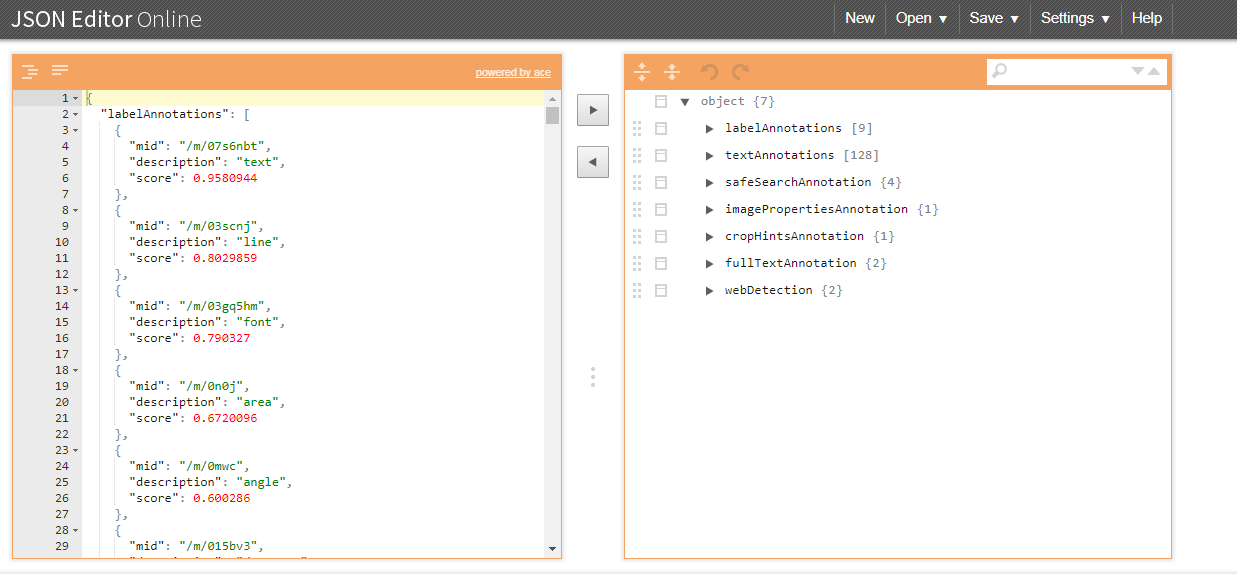 JSON Editor Online
New Open ▼ Save ▼ Settings ▼ Help
powered by ace
1 {
2 "labelAnnotations": [
3 {
4 "mid": "/m/07s6nbt",
5 "description": "text",
6 "score": 0.9580944
7 },
8 {
9 "mid": "/m/03scnj",
10 "description": "line",
11 "score": 0.8029859
12 },
13 {
14 "mid": "/m/03gq5hm",
15 "description": "font",
16 "score": 0.790327
17 },
18 {
19 "mid": "/m/0n0j",
20 "description": "area",
21 "score": 0.6720096
22 },
23 {
24 "mid": "/m/0mwc",
25 "description": "angle",
26 "score": 0.600286
27 },
28 {
29 "mid": "/m/015bv3",
object {7}
labelAnnotations [9]
textAnnotations [128]
safeSearchAnnotation {4}
imagePropertiesAnnotation {1}
cropHintsAnnotation {1}
fullTextAnnotation {2}
webDetection {2}